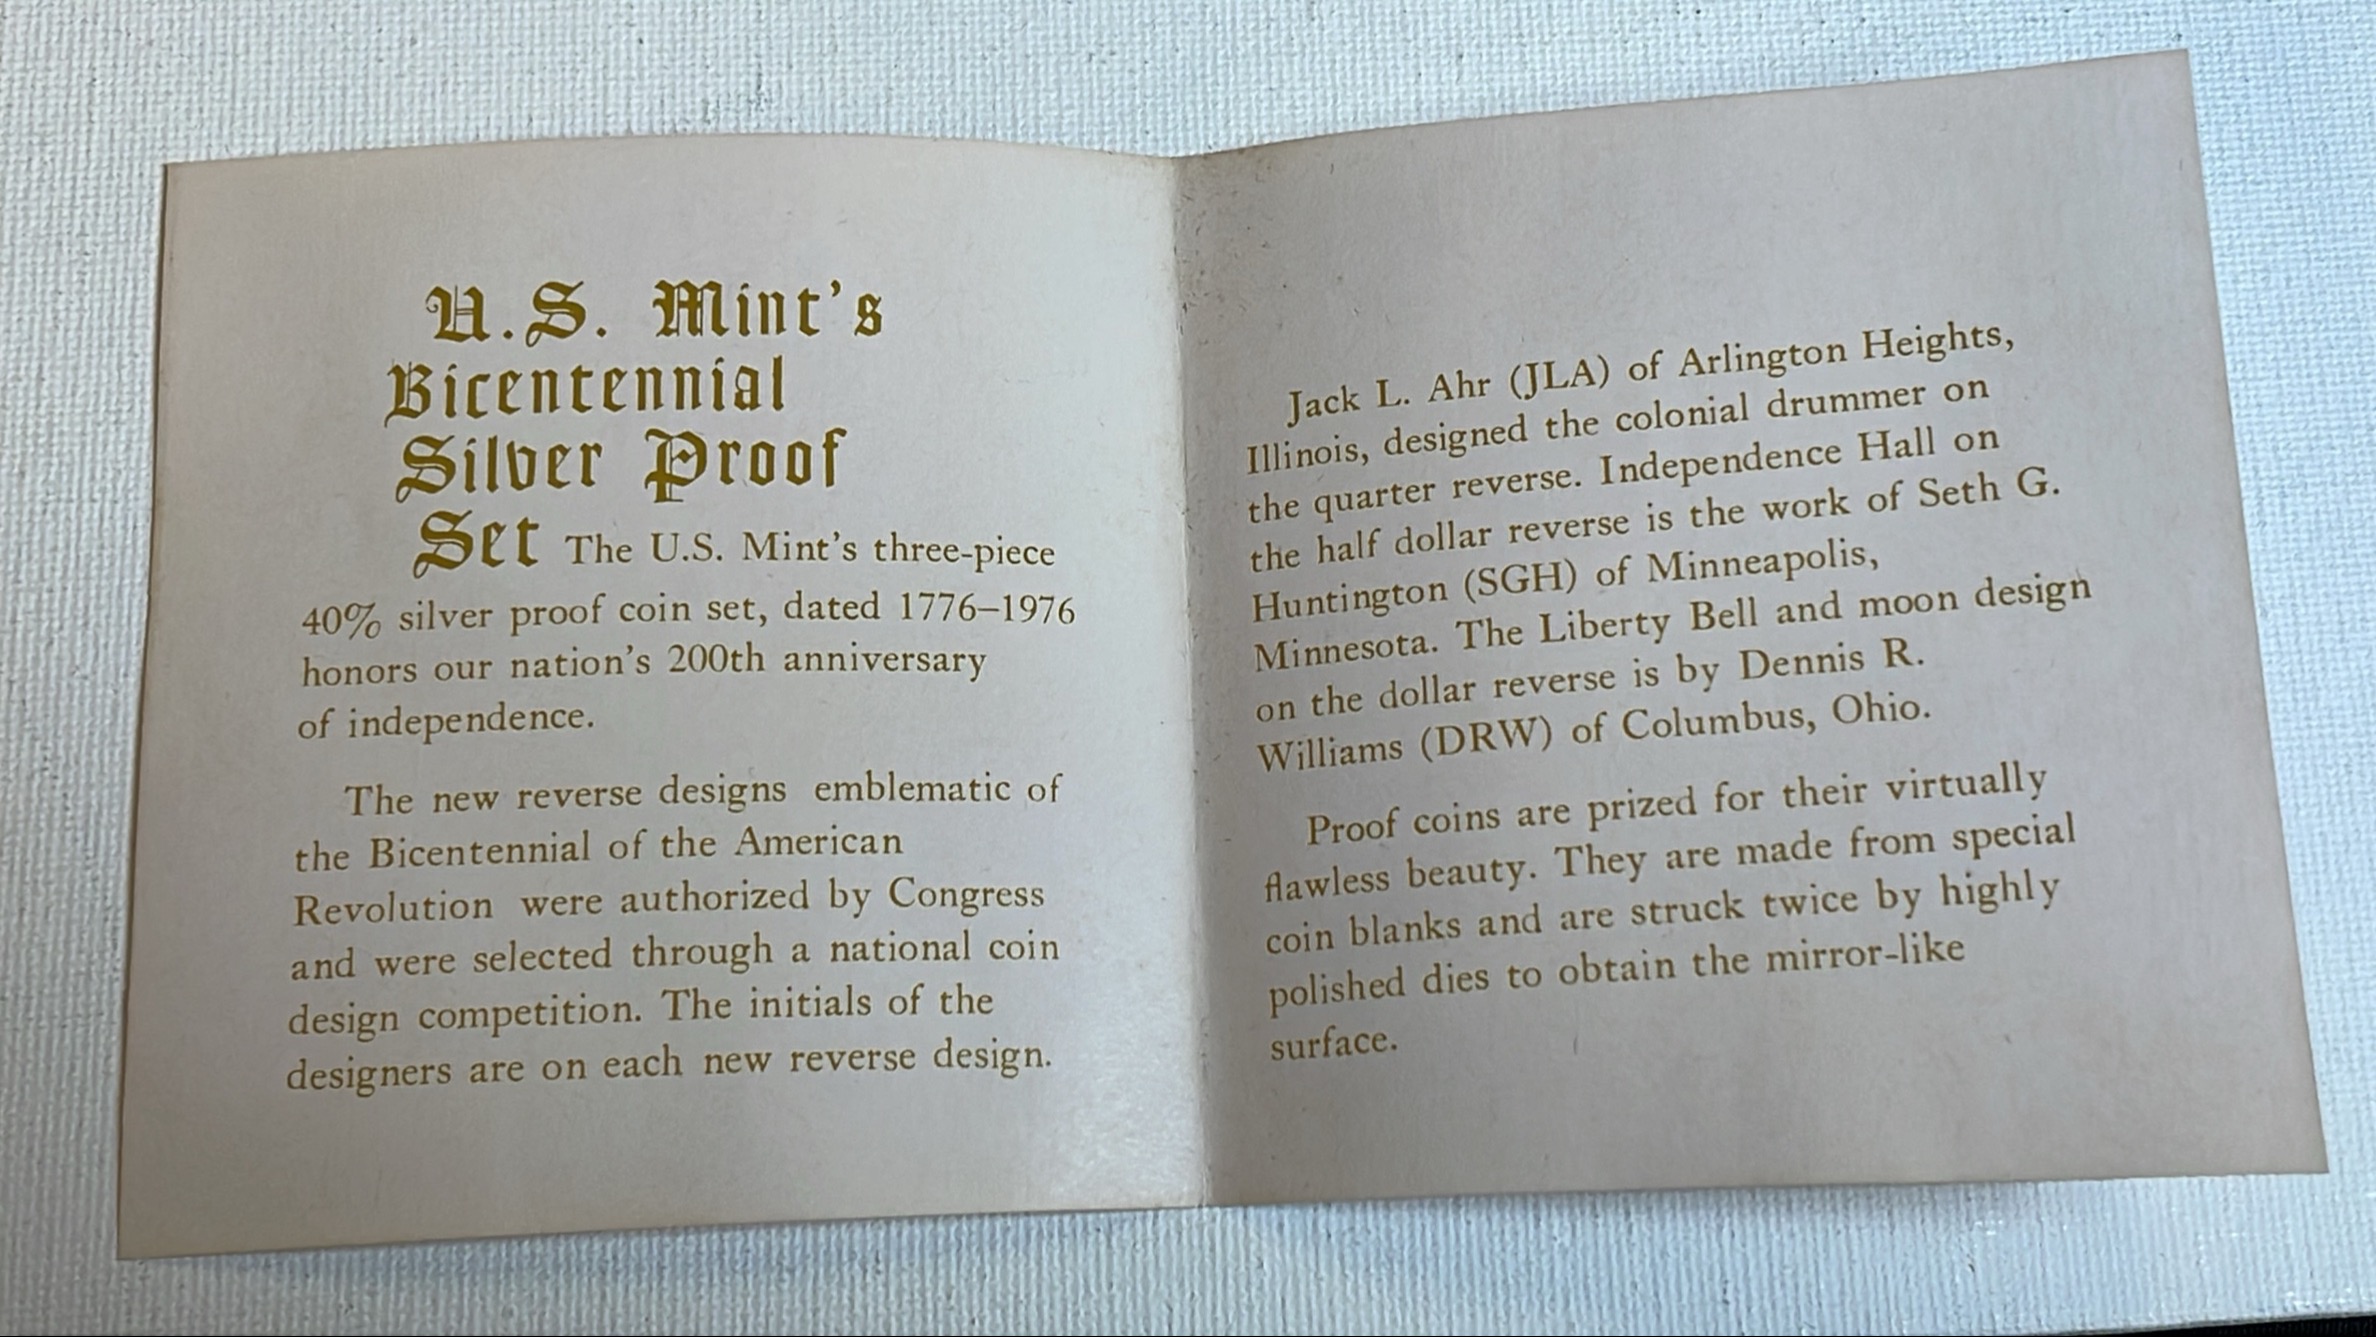 U.S. Mint's
Bicentennial
Silver Proof
Set The U.S. Mint's three-piece
40% silver proof coin set, dated 1776–1976
honors our nation's 200th anniversary
of independence.
The new reverse designs emblematic of
the Bicentennial of the American
Revolution were authorized by Congress
and were selected through a national coin
design competition. The initials of the
designers are on each new reverse design.
Jack L. Ahr (JLA) of Arlington Heights,
Illinois, designed the colonial drummer on
the quarter reverse. Independence Hall on
the half dollar reverse is the work of Seth G.
Huntington (SGH) of Minneapolis,
Minnesota. The Liberty Bell and moon design
on the dollar reverse is by Dennis R.
Williams (DRW) of Columbus, Ohio.
Proof coins are prized for their virtually
flawless beauty. They are made from special
coin blanks and are struck twice by highly
polished dies to obtain the mirror-like
surface.